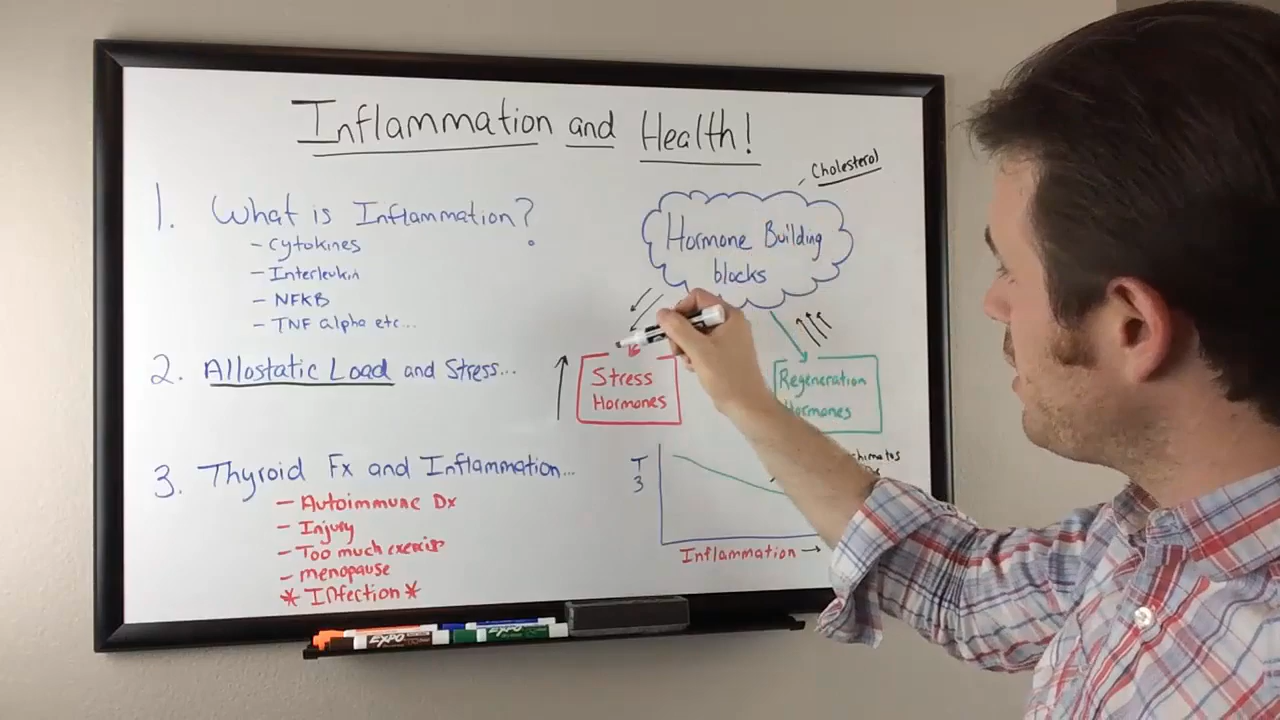 Inflammation and Health!
1. What is Inflammation?
- Cytokines
- Interleukin
- NFKB
- TNF alpha etc...
2. Allostatic Load and Stress...
3. Thyroid Fx and Inflammation...
- Autoimmune Dx
- Injury
- Too much exercise
- menopause
* Infection *
Cholesterol
Hormone Building
blocks
Stress
Hormones
Regeneration
Hormones
T
3
Inflammation →
EXPO